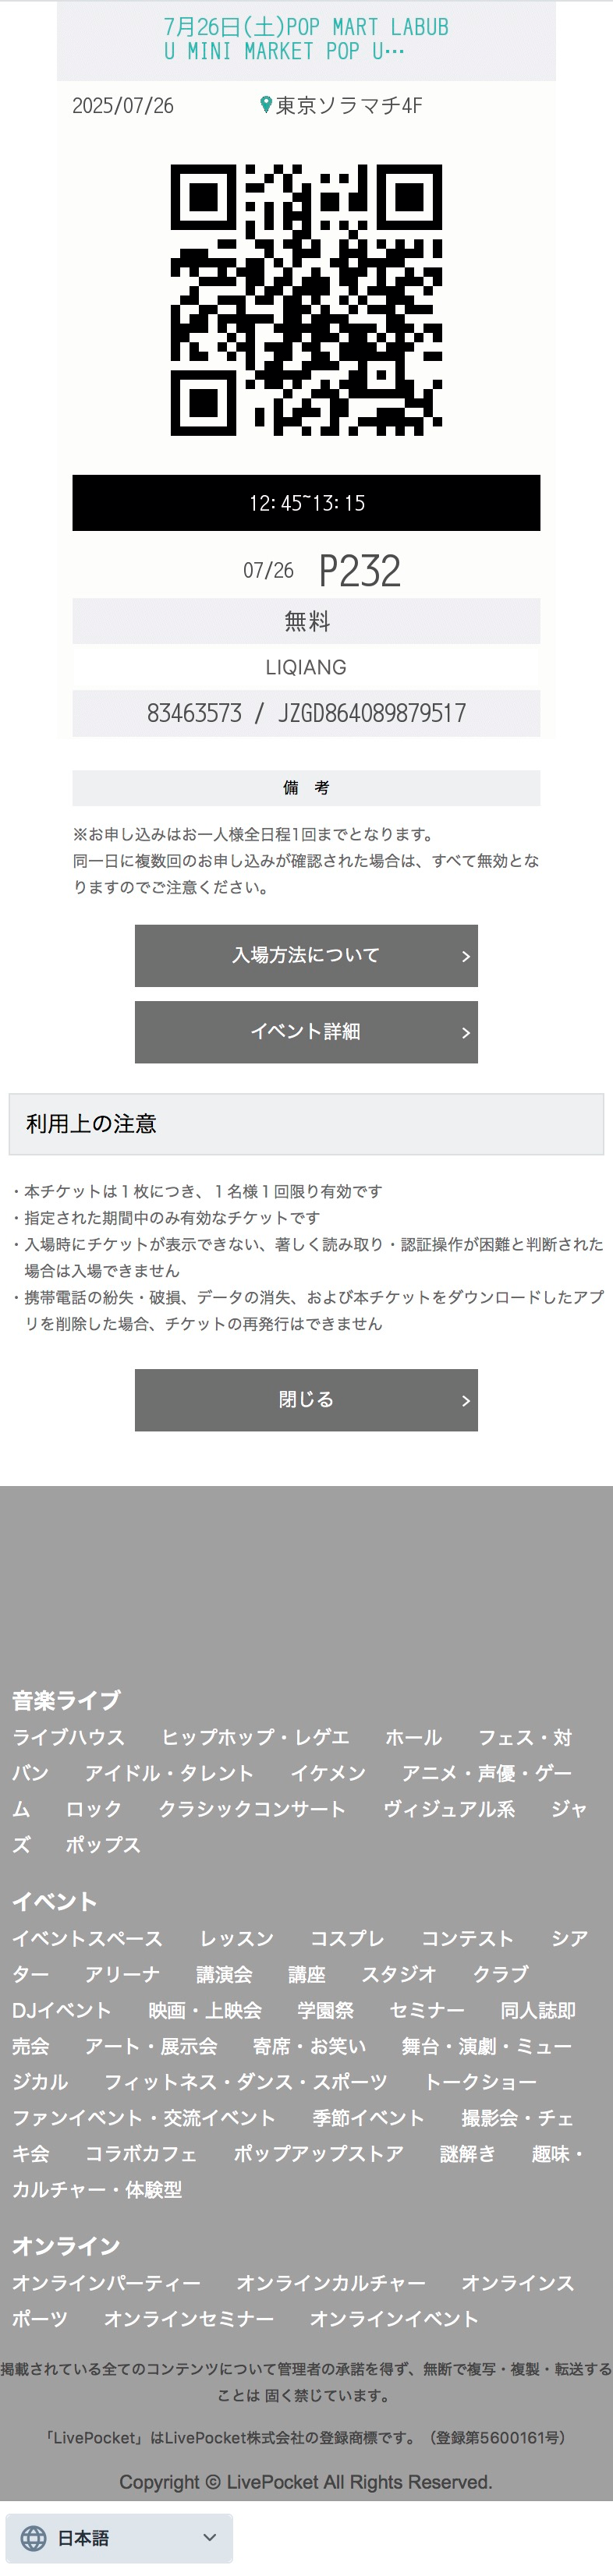 7月26日(土)POP MART LABUB
U MINI MARKET POP U…
2025/07/26 東京ソラマチ4F
12:45~13:15
07/26 P232
無料
LIQIANG
83463573 / JZGD864089879517
備 考
※お申し込みはお一人様全日程1回までとなります。
同一日に複数回のお申し込みが確認された場合は、すべて無効とな
りますのでご注意ください。
入場方法について
イベント詳細
利用上の注意
・本チケットは１枚につき、１名様１回限り有効です
・指定された期間中のみ有効なチケットです
・入場時にチケットが表示できない、著しく読み取り・認証操作が困難と判断された
場合は入場できません
・携帯電話の紛失・破損、データの消失、および本チケットをダウンロードしたアプ
リを削除した場合、チケットの再発行はできません
閉じる
音楽ライブ
ライブハウス ヒップホップ・レゲエ ホール フェス・対
バン アイドル・タレント イケメン アニメ・声優・ゲー
ム ロック クラシックコンサート ヴィジュアル系 ジャ
ズ ポップス
イベント
イベントスペース レッスン コスプレ コンテスト シア
ター アリーナ 講演会 講座 スタジオ クラブ
DJイベント 映画・上映会 学園祭 セミナー 同人誌即
売会 アート・展示会 寄席・お笑い 舞台・演劇・ミュー
ジカル フィットネス・ダンス・スポーツ トークショー
ファンイベント・交流イベント 季節イベント 撮影会・チェ
キ会 コラボカフェ ポップアップストア 謎解き 趣味・
カルチャー・体験型
オンライン
オンラインパーティー オンラインカルチャー オンラインス
ポーツ オンラインセミナー オンラインイベント
掲載されている全てのコンテンツについて管理者の承諾を得ず、無断で複写・複製・転送する
ことは 固く禁じています。
「LivePocket」はLivePocket株式会社の登録商標です。（登録第5600161号）
Copyright © LivePocket All Rights Reserved.
日本語